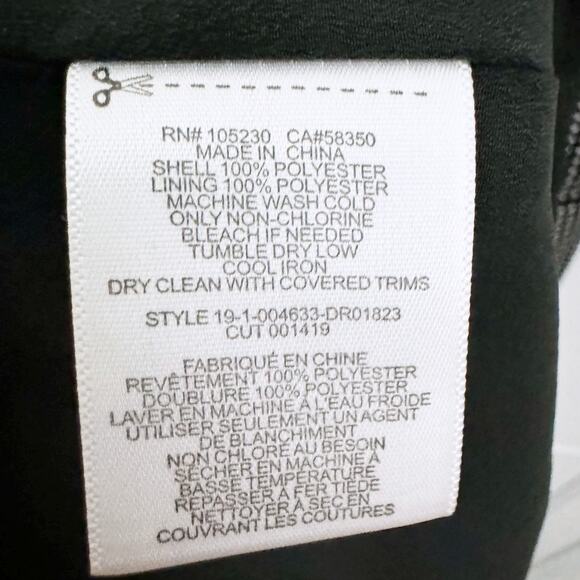 RN# 105230 CA#58350
MADE IN CHINA
SHELL 100% POLYESTER
LINING 100% POLYESTER
MACHINE WASH COLD
ONLY NON-CHLORINE
BLEACH IF NEEDED
TUMBLE DRY LOW
COOL IRON
DRY CLEAN WITH COVERED TRIMS
STYLE 19-1-004633-DR01823
CUT 001419
FABRIQUÉ EN CHINE
REVÊTEMENT 100% POLYESTER
DOUBLURE 100% POLYESTER
LAVER EN MACHINE À L'EAU FROIDE
UTILISER SEULEMENT UN AGENT
DE BLANCHIMENT
NON CHLORÉ AU BESOIN
SÉCHER EN MACHINE À
BASSE TEMPÉRATURE
REPASSER À FER TIÈDE
NETTOYER À SEC EN
COUVRANT LES COUTURES